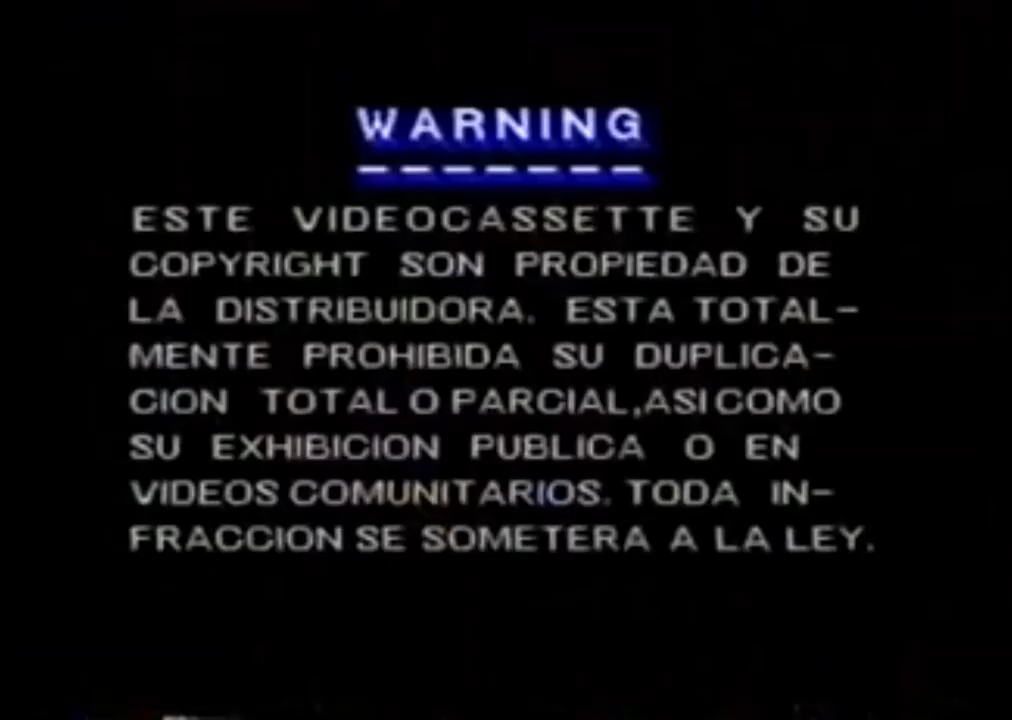 WARNING
-------
ESTE VIDEOCASSETTE Y SU
COPYRIGHT SON PROPIEDAD DE
LA DISTRIBUIDORA. ESTA TOTAL-
MENTE PROHIBIDA SU DUPLICA-
CION TOTAL O PARCIAL,ASI COMO
SU EXHIBICION PUBLICA O EN
VIDEOS COMUNITARIOS. TODA IN-
FRACCION SE SOMETERA A LA LEY.